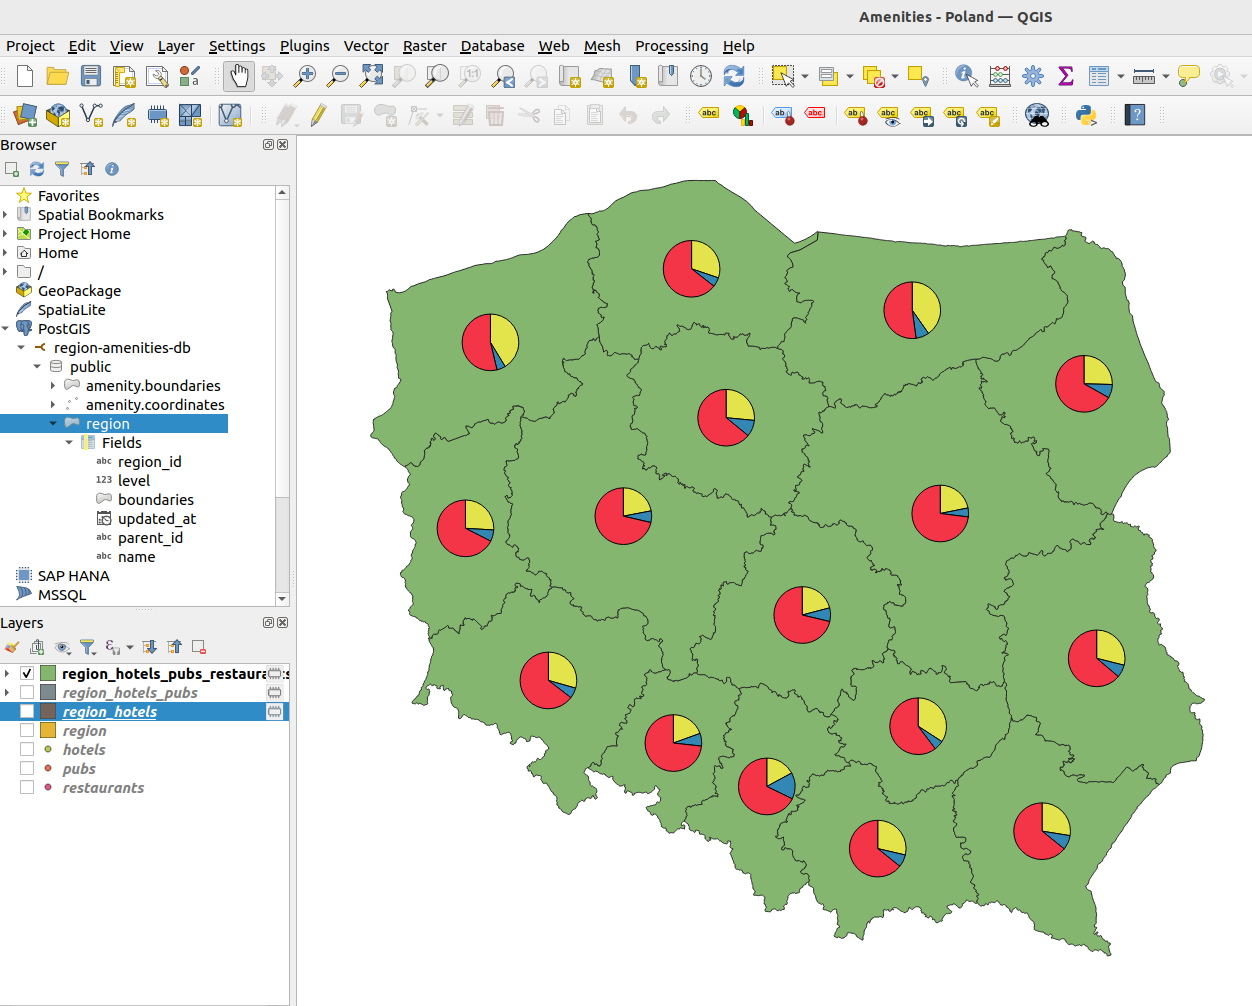 Amenities - Poland — QGIS
Project Edit View Layer Settings Plugins Vector Raster Database Web Mesh Processing Help
Browser
Favorites
Spatial Bookmarks
Project Home
Home
/
GeoPackage
SpatiaLite
PostGIS
region-amenities-db
public
amenity.boundaries
amenity.coordinates
region
Fields
abc region_id
123 level
boundaries
updated_at
abc parent_id
abc name
SAP HANA
MSSQL
Layers
region_hotels_pubs_restaurants
region_hotels_pubs
region_hotels
region
hotels
pubs
restaurants